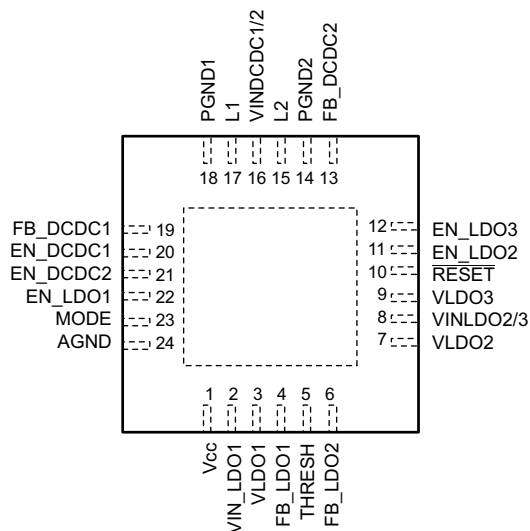 PGND1
L1
VINDCDC1/2
L2
PGND2
FB_DCDC2
18 17 16 15 14 13
FB_DCDC1 19
EN_DCDC1 20
EN_DCDC2 21
EN_LDO1 22
MODE 23
AGND 24
12 EN_LDO3
11 EN_LDO2
10 RESET
9 VLDO3
8 VINLDO2/3
7 VLDO2
1 2 3 4 5 6
Vcc
VIN_LDO1
VLDO1
FB_LDO1
THRESH
FB_LDO2